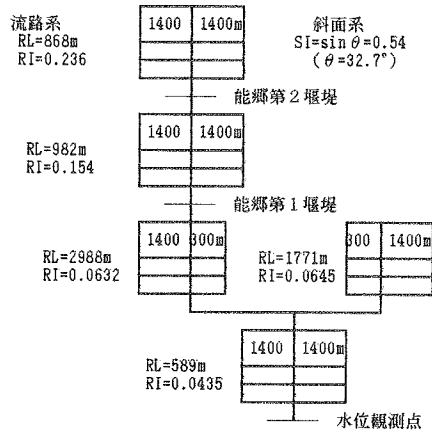 流路系
RL=868m
RI=0.236
1400 1400m
斜面系
SI=sinθ=0.54
(θ=32.7°)
能郷第2堰堤
RL=982m
RI=0.154
1400 1400m
能郷第1堰堤
RL=2988m
RI=0.0632
1400 300m
RL=1771m
RI=0.0645
300 1400m
RL=589m
RI=0.0435
1400 1400m
水位観測点